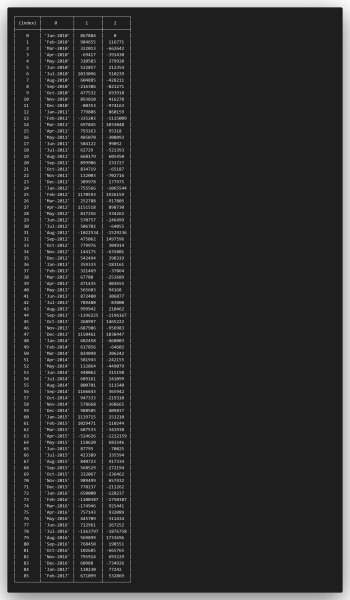 (index) 0 1 2
0 'Jan-2010' 867884 0
1 'Feb-2010' 984655 116771
2 'Mar-2010' 322013 -662642
3 'Apr-2010' -69417 -391430
4 'May-2010' 310503 379920
5 'Jun-2010' 522857 212354
6 'Jul-2010' 1033096 510239
7 'Aug-2010' 604885 -428211
8 'Sep-2010' -216386 -821271
9 'Oct-2010' 477532 693918
10 'Nov-2010' 893810 416278
11 'Dec-2010' -80353 -974163
12 'Jan-2011' 779806 860159
13 'Feb-2011' -335203 -1115009
14 'Mar-2011' 697845 1033048
15 'Apr-2011' 793163 95318
16 'May-2011' 485070 -308093
17 'Jun-2011' 584122 99052
18 'Jul-2011' 62729 -521393
19 'Aug-2011' 668179 605450
20 'Sep-2011' 899906 231727
21 'Oct-2011' 834719 -65187
22 'Nov-2011' 132003 -702716
23 'Dec-2011' 309978 177975
24 'Jan-2012' -755566 -1065544
25 'Feb-2012' 1170593 1926159
26 'Mar-2012' 252788 -917805
27 'Apr-2012' 1151518 898730
28 'May-2012' 817256 -334262
29 'Jun-2012' 570757 -246499
30 'Jul-2012' 506702 -64055
31 'Aug-2012' -1022534 -1529236
32 'Sep-2012' 475062 1497596
33 'Oct-2012' 779976 304914
34 'Nov-2012' 144175 -635801
35 'Dec-2012' 542494 398319
36 'Jan-2013' 359333 -183161
37 'Feb-2013' 321469 -37864
38 'Mar-2013' 67780 -253689
39 'Apr-2013' 471435 403655
40 'May-2013' 565603 94168
41 'Jun-2013' 872480 306877
42 'Jul-2013' 789480 -83000
43 'Aug-2013' 999942 210462
44 'Sep-2013' -1196225 -2196167
45 'Oct-2013' 268997 1465222
46 'Nov-2013' -687986 -956983
47 'Dec-2013' 1150461 1838447
48 'Jan-2014' 682458 -468003
49 'Feb-2014' 617856 -64602
50 'Mar-2014' 824098 206242
51 'Apr-2014' 581943 -242155
52 'May-2014' 132864 -449079
53 'Jun-2014' 448062 315198
54 'Jul-2014' 689161 241099
55 'Aug-2014' 800701 111540
56 'Sep-2014' 1166643 365942
57 'Oct-2014' 947333 -219310
58 'Nov-2014' 578668 -368665
59 'Dec-2014' 988505 409837
60 'Jan-2015' 1139715 151210
61 'Feb-2015' 1029471 -110244
62 'Mar-2015' 687533 -341938
63 'Apr-2015' -524626 -1212159
64 'May-2015' 158620 683246
65 'Jun-2015' 87795 -70825
66 'Jul-2015' 423389 335594
67 'Aug-2015' 840723 417334
68 'Sep-2015' 568529 -272194
69 'Oct-2015' 332067 -236462
70 'Nov-2015' 989499 657432
71 'Dec-2015' 778237 -211262
72 'Jan-2016' 650000 -128237
73 'Feb-2016' -1100387 -1750387
74 'Mar-2016' -174946 925441
75 'Apr-2016' 757143 932089
76 'May-2016' 445709 -311434
77 'Jun-2016' 712961 267252
78 'Jul-2016' -1163797 -1876758
79 'Aug-2016' 569899 1733696
80 'Sep-2016' 768450 198551
81 'Oct-2016' 102685 -665765
82 'Nov-2016' 795914 693229
83 'Dec-2016' 60988 -734926
84 'Jan-2017' 138230 77242
85 'Feb-2017' 671099 532869